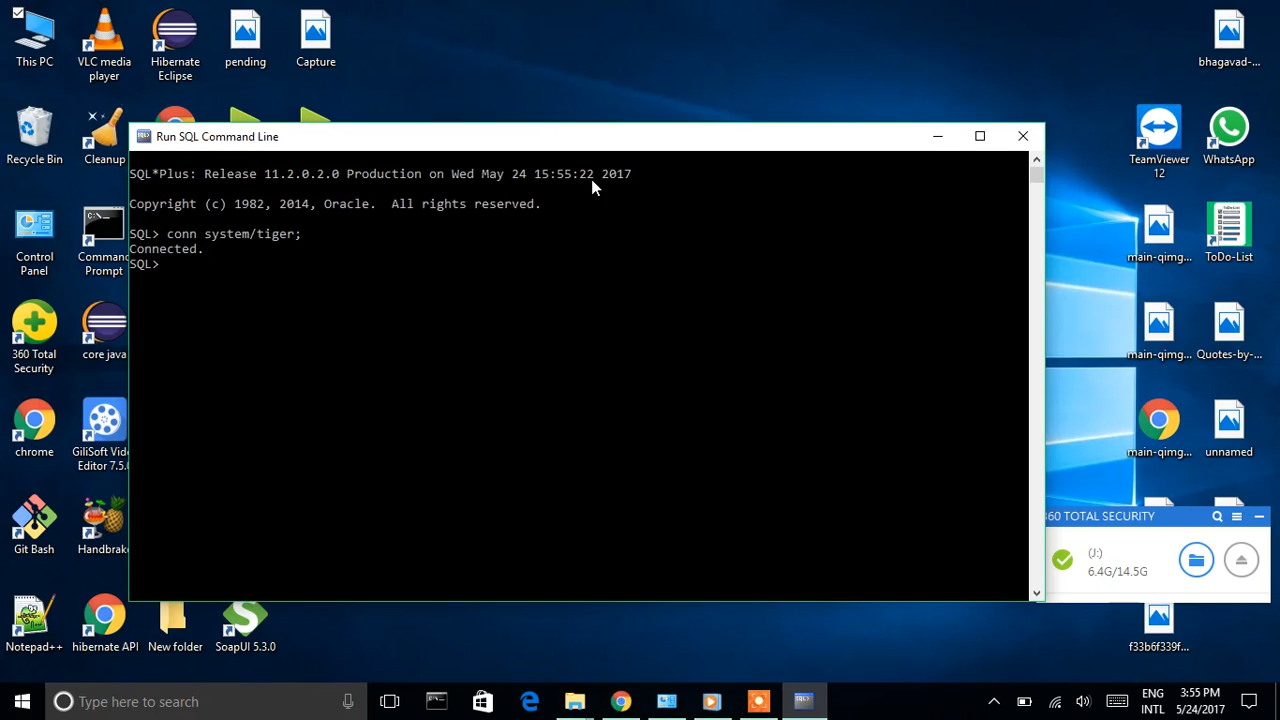 This PC
VLC media
player
Hibernate
Eclipse
pending
Capture
bhagavad-...
Recycle Bin
Cleanup
TeamViewer
12
WhatsApp
Control
Panel
Command
Prompt
main-qimg...
ToDo-List
360 Total
Security
core java
main-qimg...
Quotes-by-...
chrome
GiliSoft Vide
Editor 7.5.0
main-qimg...
unnamed
Git Bash
Handbrake
Notepad++
hibernate API
New folder
SoapUI 5.3.0
f33b6f339f...
Run SQL Command Line
SQL*Plus: Release 11.2.0.2.0 Production on Wed May 24 15:55:22 2017
Copyright (c) 1982, 2014, Oracle.  All rights reserved.
SQL> conn system/tiger;
Connected.
SQL>
360 TOTAL SECURITY
(J:)
6.4G/14.5G
Type here to search
ENG
INTL
3:55 PM
5/24/2017